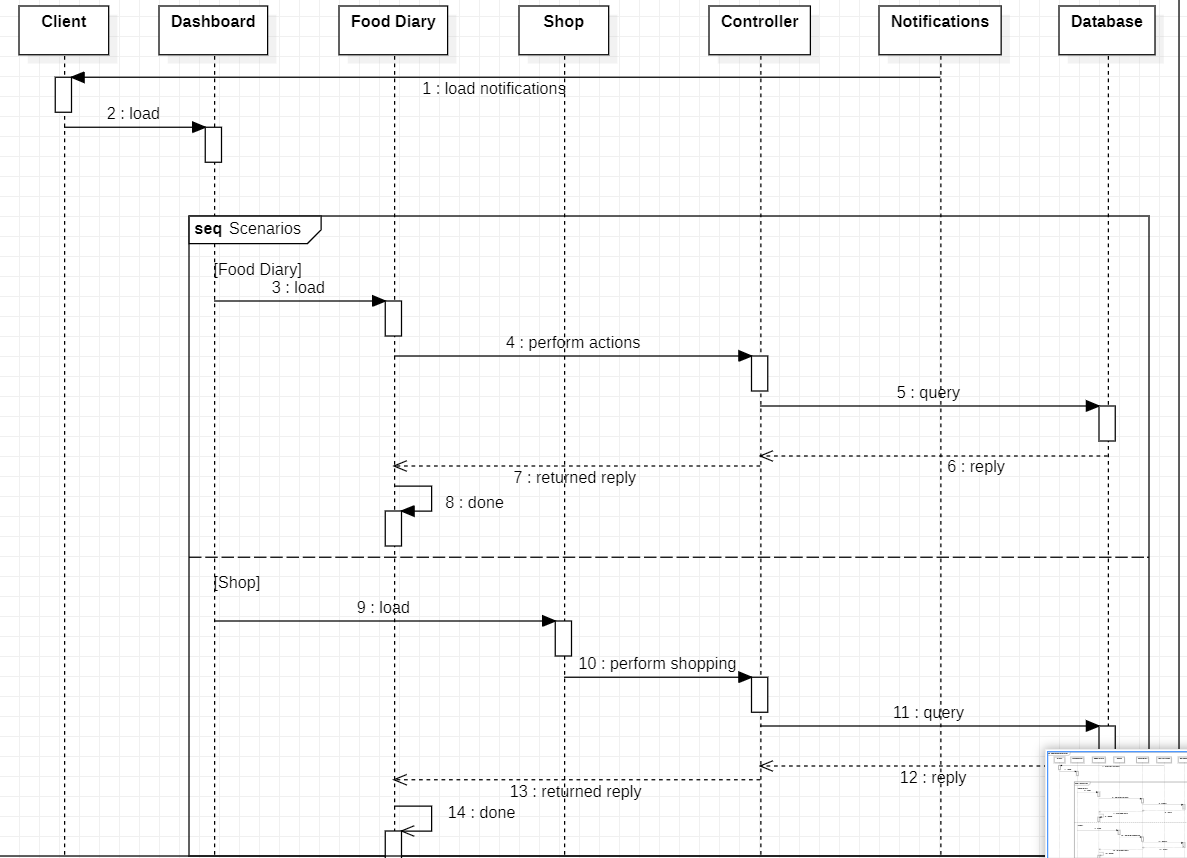 Client
Dashboard
Food Diary
Shop
Controller
Notifications
Database
1 : load notifications
2 : load
seq Scenarios
[Food Diary]
3 : load
4 : perform actions
5 : query
6 : reply
7 : returned reply
8 : done
[Shop]
9 : load
10 : perform shopping
11 : query
12 : reply
13 : returned reply
14 : done